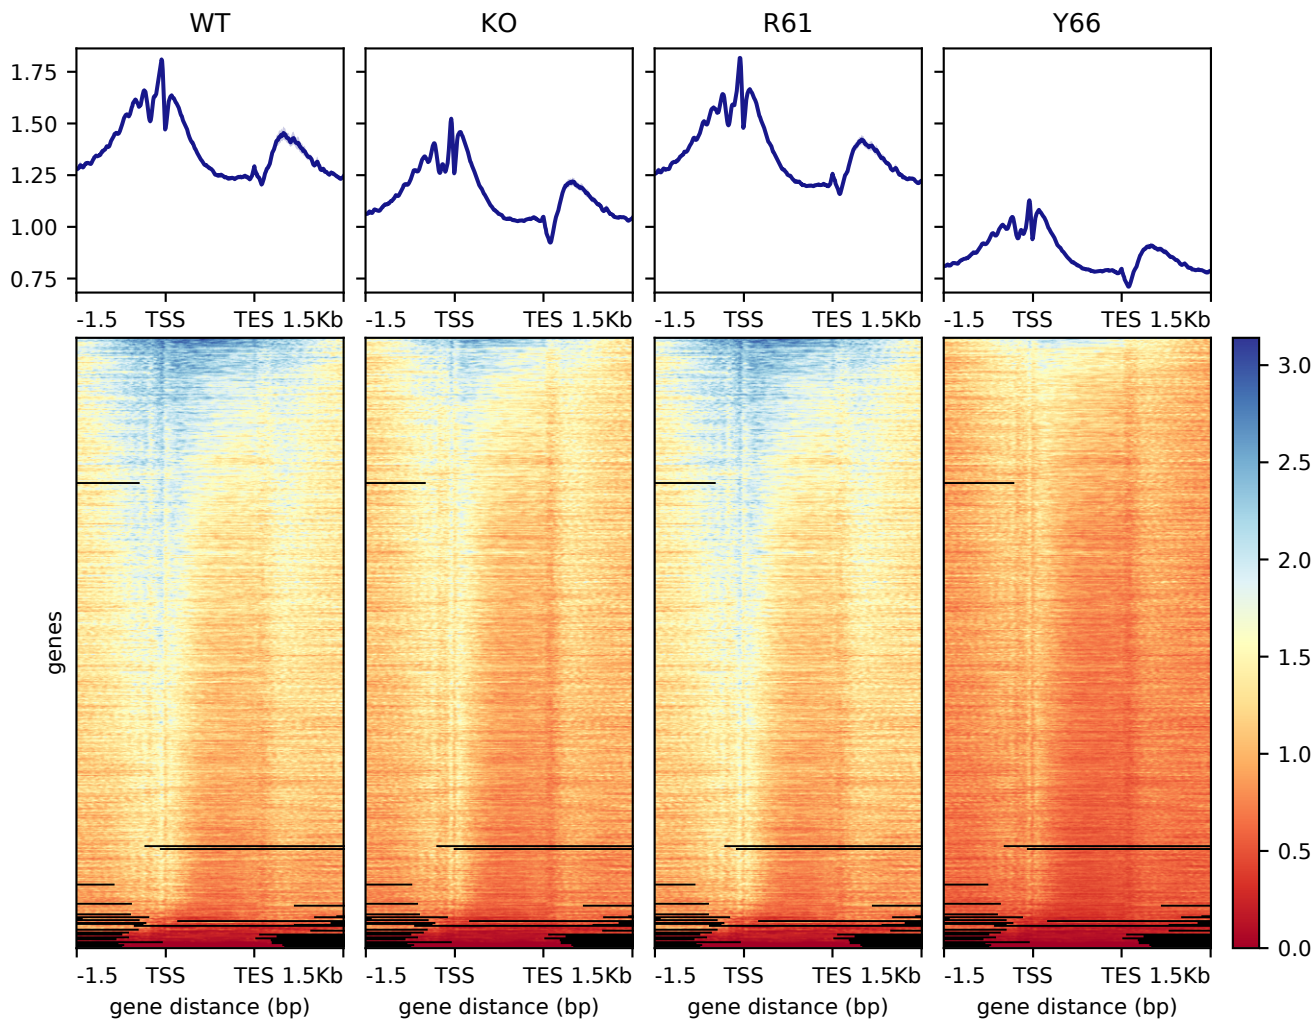 WT KO R61 Y66
1.75
1.50
1.25
1.00
0.75
-1.5 TSS TES 1.5Kb -1.5 TSS TES 1.5Kb -1.5 TSS TES 1.5Kb -1.5 TSS TES 1.5Kb
genes
3.0
2.5
2.0
1.5
1.0
0.5
0.0
-1.5 TSS TES 1.5Kb -1.5 TSS TES 1.5Kb -1.5 TSS TES 1.5Kb -1.5 TSS TES 1.5Kb
gene distance (bp) gene distance (bp) gene distance (bp) gene distance (bp)